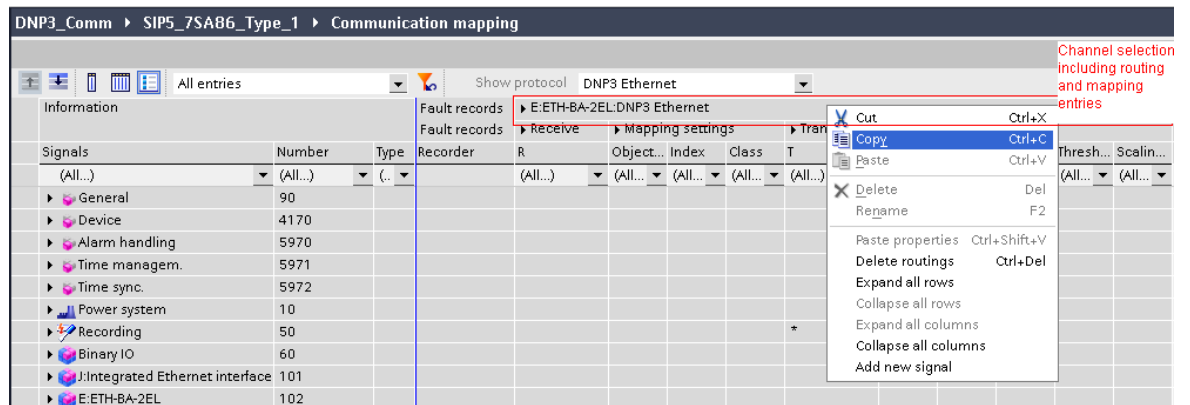 DNP3_Comm ▸ SIP5_7SA86_Type_1 ▸ Communication mapping
Channel selection
including routing
and mapping
entries
All entries Show protocol DNP3 Ethernet
Information Fault records E:ETH-BA-2EL:DNP3 Ethernet
Fault records Receive Mapping settings Tran
Signals Number Type Recorder R Object... Index Class T Thresh... Scalin...
(All...) (All...) (.. (All...) (All... (All... (All... (All...) (All... (All...
General 90
Device 4170
Alarm handling 5970
Time managem. 5971
Time sync. 5972
Power system 10
Recording 50 *
Binary IO 60
J:Integrated Ethernet interface 101
E:ETH-BA-2EL 102
Cut Ctrl+X
Copy Ctrl+C
Paste Ctrl+V
Delete Del
Rename F2
Paste properties Ctrl+Shift+V
Delete routings Ctrl+Del
Expand all rows
Collapse all rows
Expand all columns
Collapse all columns
Add new signal